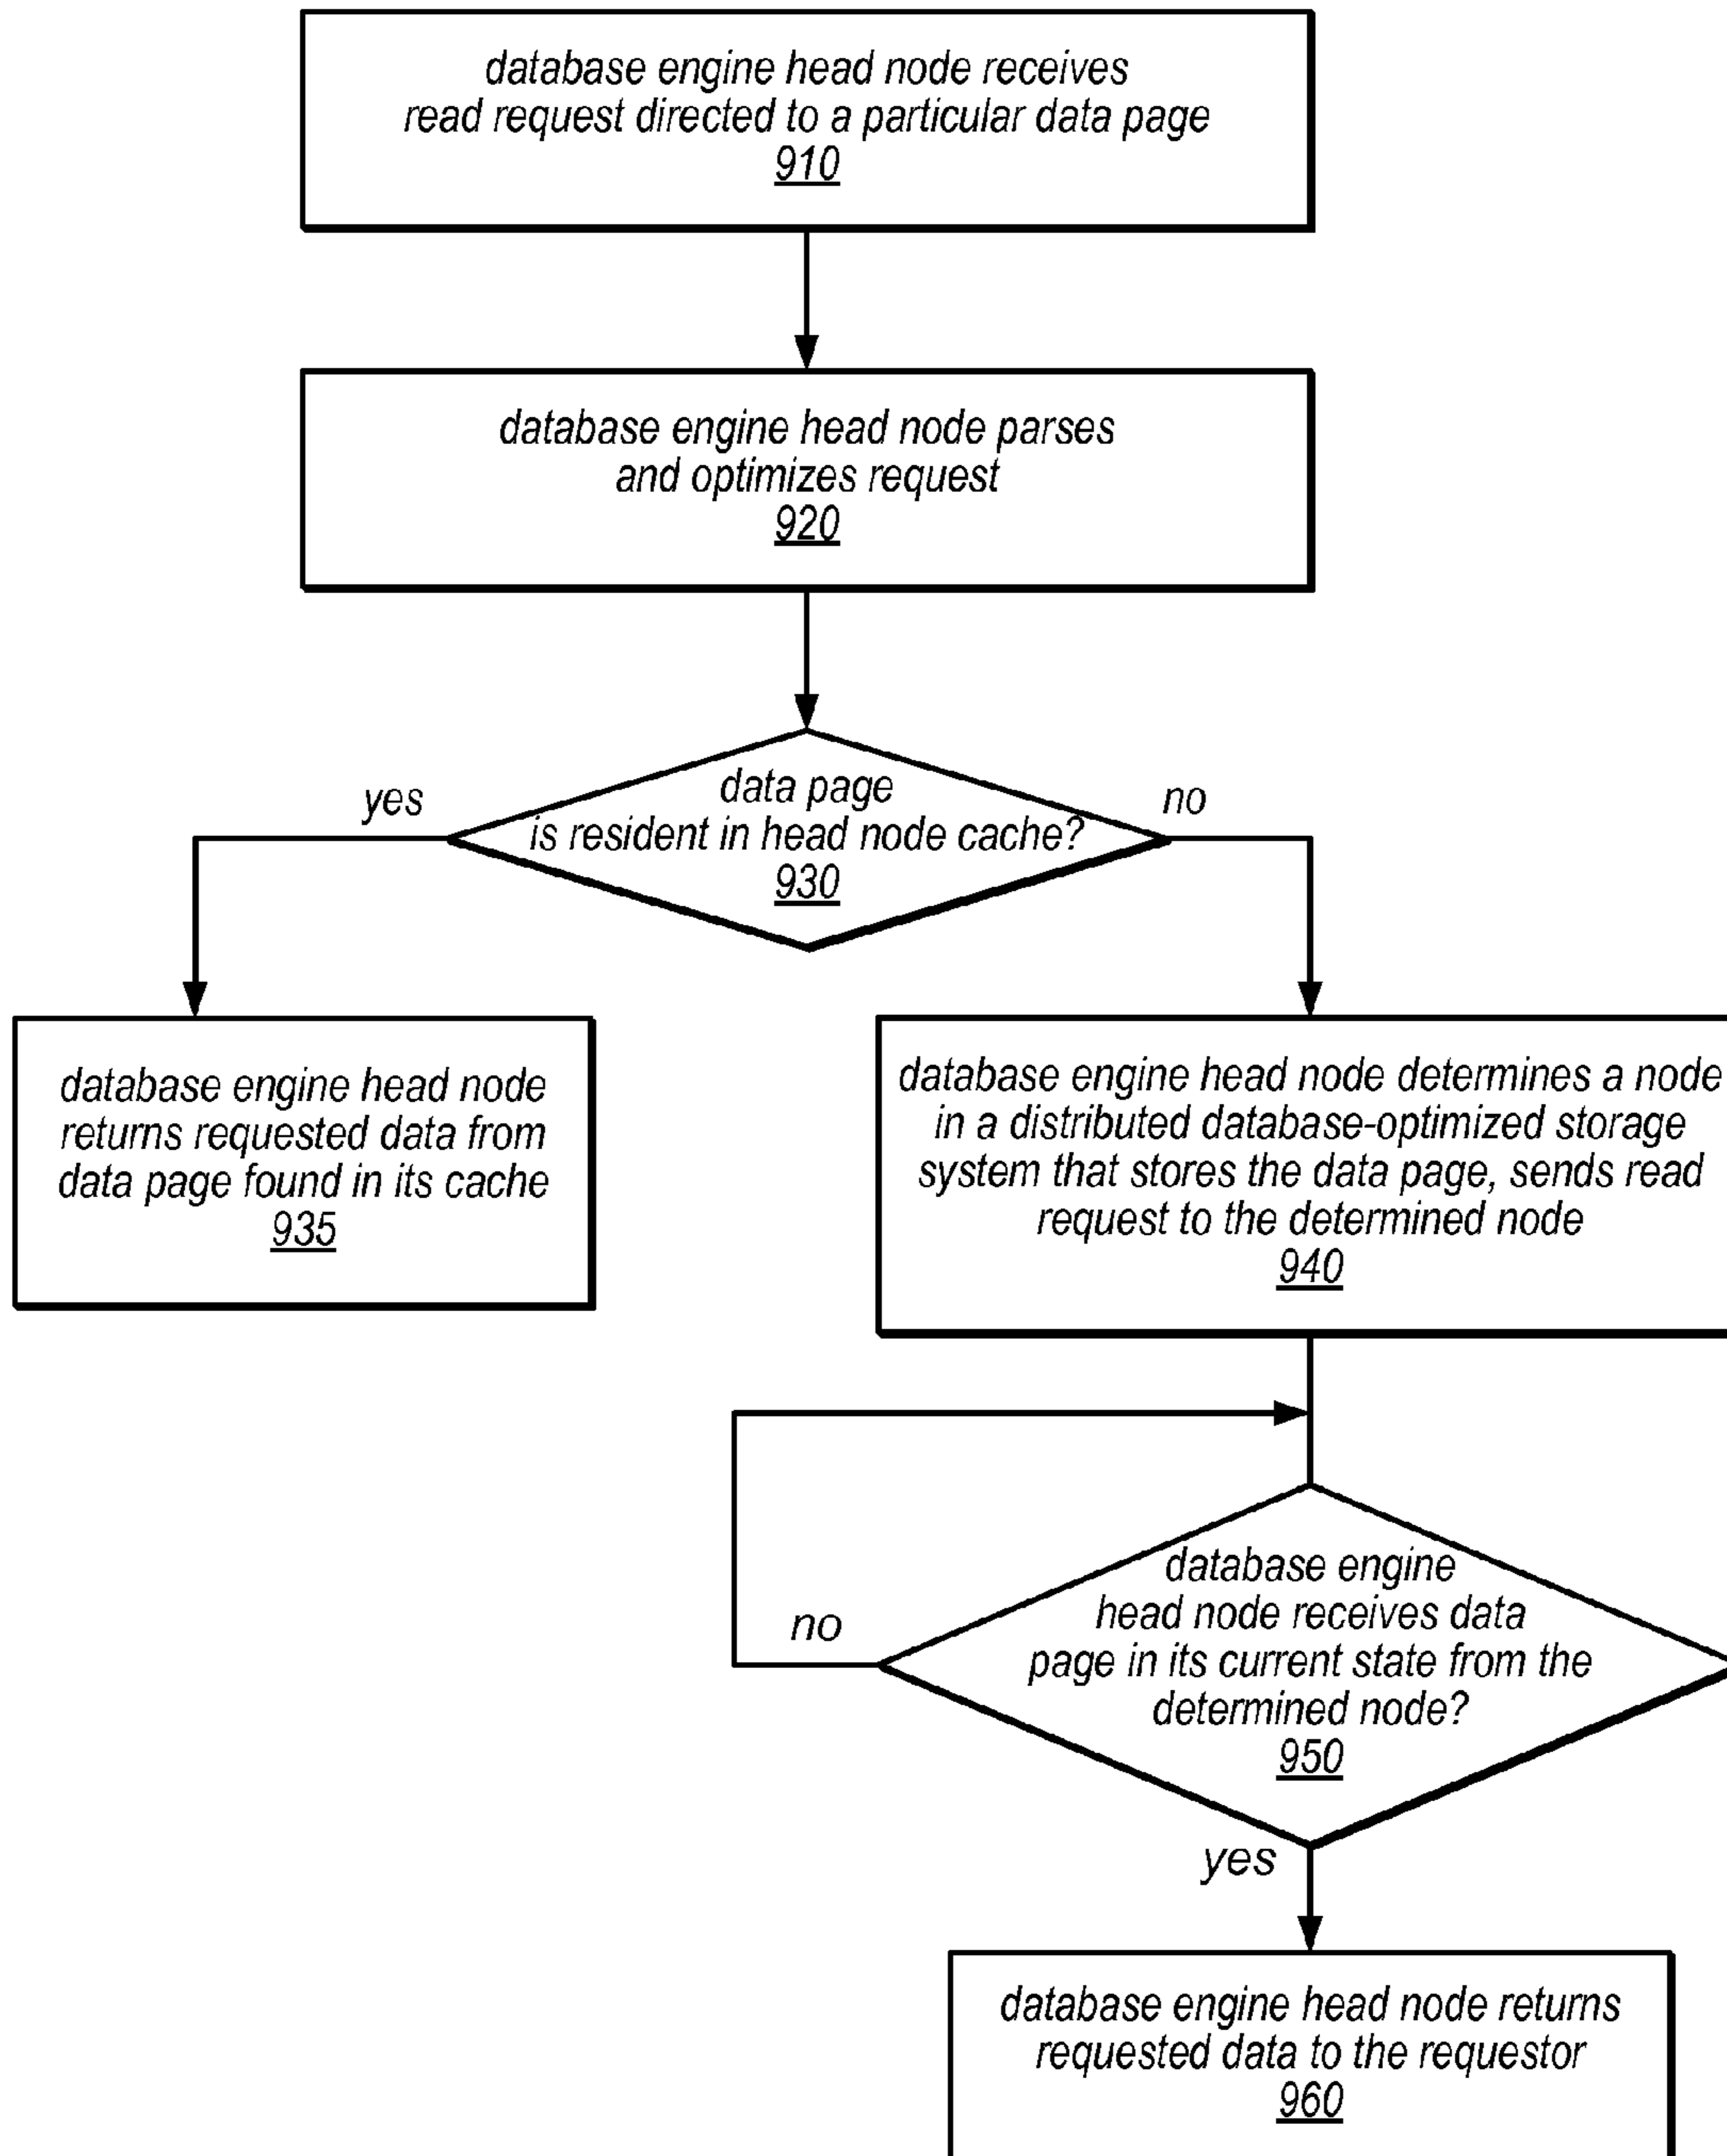 database engine head node receives
read request directed to a particular data page
910
database engine head node parses
and optimizes request
920
data page
is resident in head node cache?
930
yes
no
database engine head node
returns requested data from
data page found in its cache
935
database engine head node determines a node
in a distributed database-optimized storage
system that stores the data page, sends read
request to the determined node
940
database engine
head node receives data
page in its current state from the
determined node?
950
no
yes
database engine head node returns
requested data to the requestor
960